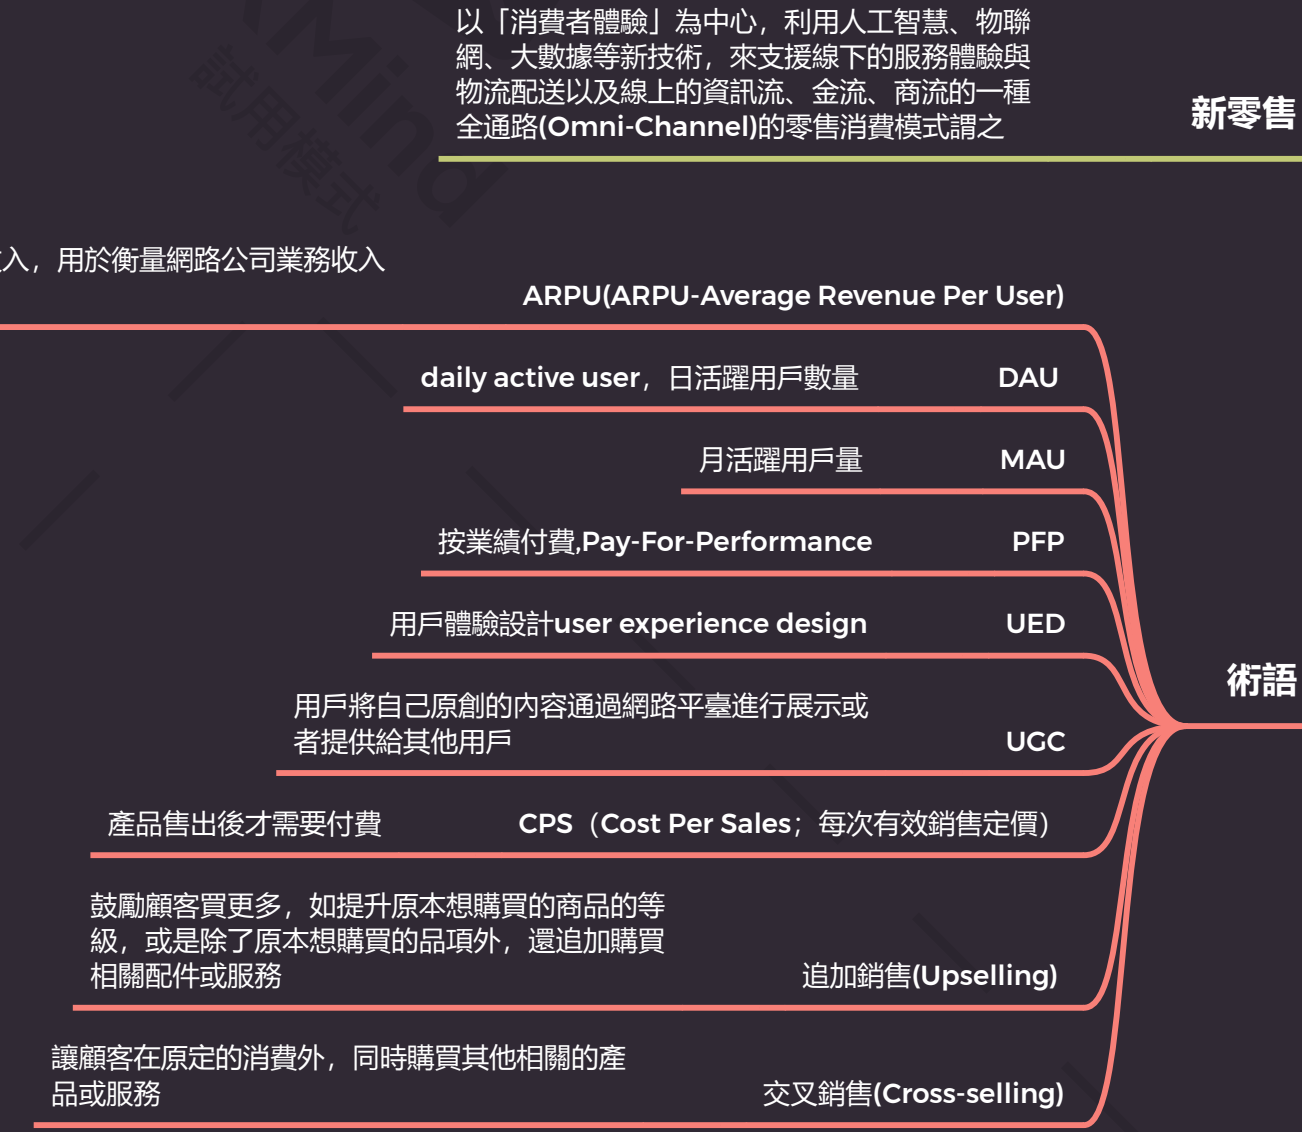 以「消費者體驗」為中心，利用人工智慧、物聯
網、大數據等新技術，來支援線下的服務體驗與
物流配送以及線上的資訊流、金流、商流的一種
全通路(Omni-Channel)的零售消費模式謂之
新零售
入，用於衡量網路公司業務收入
ARPU(ARPU-Average Revenue Per User)
daily active user，日活躍用戶數量
DAU
月活躍用戶量
MAU
按業績付費,Pay-For-Performance
PFP
用戶體驗設計user experience design
UED
術語
用戶將自己原創的內容通過網路平臺進行展示或
者提供給其他用戶
UGC
產品售出後才需要付費
CPS（Cost Per Sales；每次有效銷售定價）
鼓勵顧客買更多，如提升原本想購買的商品的等
級，或是除了原本想購買的品項外，還追加購買
相關配件或服務
追加銷售(Upselling)
讓顧客在原定的消費外，同時購買其他相關的產
品或服務
交叉銷售(Cross-selling)
XMind
試用模式